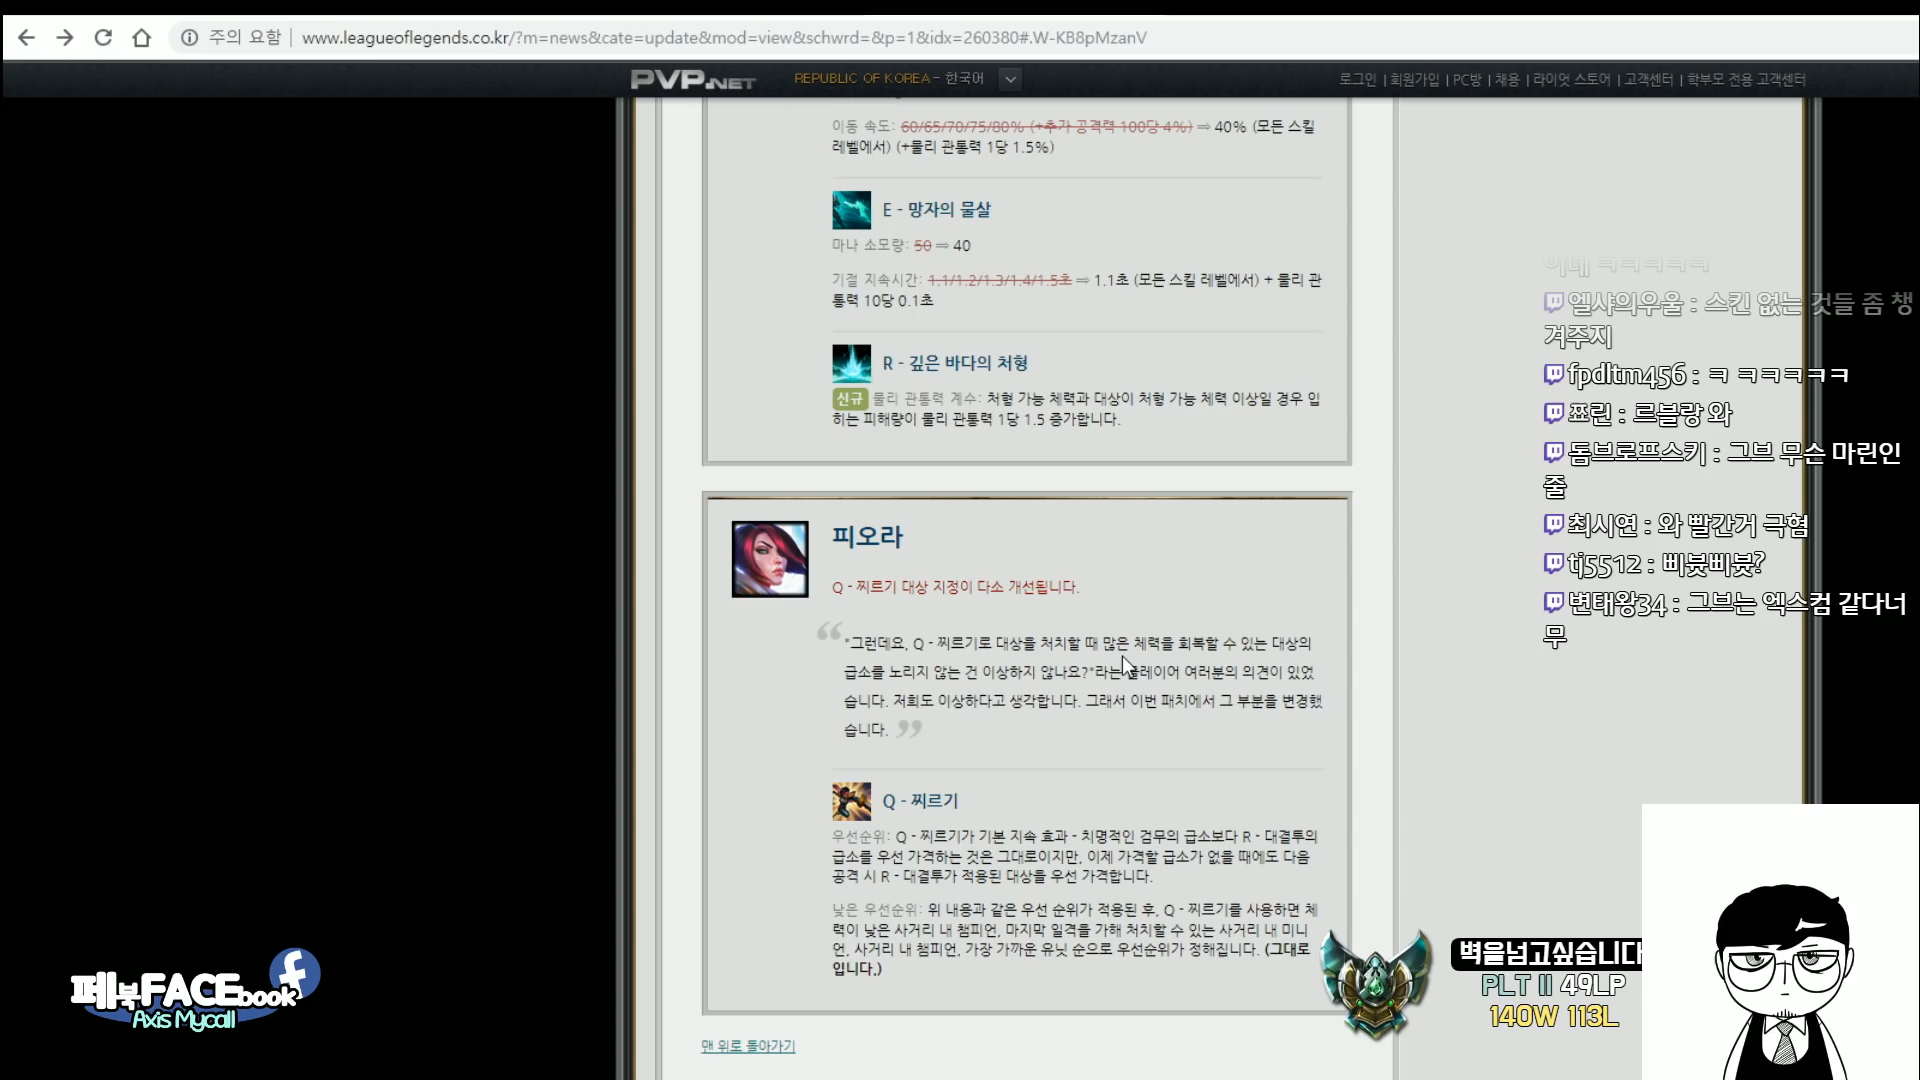 주의 요함
www.leagueoflegends.co.kr/?m=news&cate=update&mod=view&schwrd=&p=1&idx=260380#.W-KB8pMzanV
PVP.NET
REPUBLIC OF KOREA - 한국어
로그인 | 회원가입 | PC방 | 채용 | 라이엇 스토어 | 고객센터 | 학부모 전용 고객센터
이동 속도: 60/65/70/75/80% (+추가 공격력 100당 4%) ⇒ 40% (모든 스킬
레벨에서) (+물리 관통력 1당 1.5%)
E - 망자의 물살
마나 소모량: 50 ⇒ 40
기절 지속시간: 1.1/1.2/1.3/1.4/1.5초 ⇒ 1.1초 (모든 스킬 레벨에서) + 물리 관
통력 10당 0.1초
R - 깊은 바다의 처형
신규 물리 관통력 계수: 처형 가능 체력과 대상이 처형 가능 체력 이상일 경우 입
히는 피해량이 물리 관통력 1당 1.5 증가합니다.
피오라
Q - 찌르기 대상 지정이 다소 개선됩니다.
"그런데요, Q - 찌르기로 대상을 처치할 때 많은 체력을 회복할 수 있는 대상의
급소를 노리지 않는 건 이상하지 않나요?"라는 플레이어 여러분의 의견이 있었
습니다. 저희도 이상하다고 생각합니다. 그래서 이번 패치에서 그 부분을 변경했
습니다.
Q - 찌르기
우선순위: Q - 찌르기가 기본 지속 효과 - 치명적인 검무의 급소보다 R - 대결투의
급소를 우선 가격하는 것은 그대로이지만, 이제 가격할 급소가 없을 때에도 다음
공격 시 R - 대결투가 적용된 대상을 우선 가격합니다.
낮은 우선순위: 위 내용과 같은 우선 순위가 적용된 후, Q - 찌르기를 사용하면 체
력이 낮은 사거리 내 챔피언, 마지막 일격을 가해 처치할 수 있는 사거리 내 미니
언, 사거리 내 챔피언, 가장 가까운 유닛 순으로 우선순위가 정해집니다. (그대로
입니다.)
맨 위로 돌아가기
이네 ㅋㅋㅋㅋㅋ
엘샤의우울 : 스킨 없는 것들 좀 챙
겨주지
fpdltm456 : ㅋ ㅋㅋㅋㅋㅋ
쬬린 : 르블랑 와
돔브로프스키 : 그브 무슨 마린인
줄
최시연 : 와 빨간거 극혐
tj5512 : 삐븃삐븃?
변태왕34 : 그브는 엑스컴 같다너
무
페북FACEbook
Axis Mycall
벽을넘고싶습니다
PLT II 49LP
140W 113L